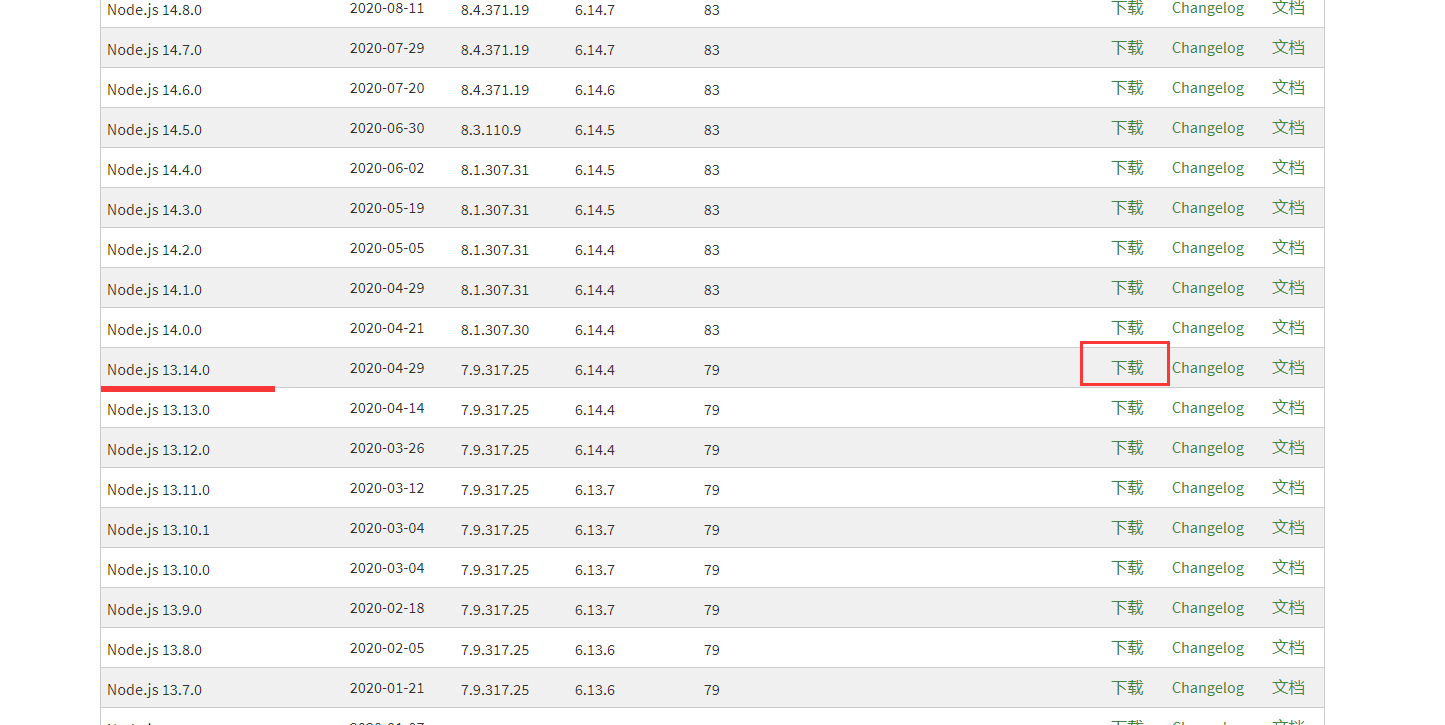 Node.js 14.8.0 2020-08-11 8.4.371.19 6.14.7 83 下载 Changelog 文档
Node.js 14.7.0 2020-07-29 8.4.371.19 6.14.7 83 下载 Changelog 文档
Node.js 14.6.0 2020-07-20 8.4.371.19 6.14.6 83 下载 Changelog 文档
Node.js 14.5.0 2020-06-30 8.3.110.9 6.14.5 83 下载 Changelog 文档
Node.js 14.4.0 2020-06-02 8.1.307.31 6.14.5 83 下载 Changelog 文档
Node.js 14.3.0 2020-05-19 8.1.307.31 6.14.5 83 下载 Changelog 文档
Node.js 14.2.0 2020-05-05 8.1.307.31 6.14.4 83 下载 Changelog 文档
Node.js 14.1.0 2020-04-29 8.1.307.31 6.14.4 83 下载 Changelog 文档
Node.js 14.0.0 2020-04-21 8.1.307.30 6.14.4 83 下载 Changelog 文档
Node.js 13.14.0 2020-04-29 7.9.317.25 6.14.4 79 下载 Changelog 文档
Node.js 13.13.0 2020-04-14 7.9.317.25 6.14.4 79 下载 Changelog 文档
Node.js 13.12.0 2020-03-26 7.9.317.25 6.14.4 79 下载 Changelog 文档
Node.js 13.11.0 2020-03-12 7.9.317.25 6.13.7 79 下载 Changelog 文档
Node.js 13.10.1 2020-03-04 7.9.317.25 6.13.7 79 下载 Changelog 文档
Node.js 13.10.0 2020-03-04 7.9.317.25 6.13.7 79 下载 Changelog 文档
Node.js 13.9.0 2020-02-18 7.9.317.25 6.13.7 79 下载 Changelog 文档
Node.js 13.8.0 2020-02-05 7.9.317.25 6.13.6 79 下载 Changelog 文档
Node.js 13.7.0 2020-01-21 7.9.317.25 6.13.6 79 下载 Changelog 文档